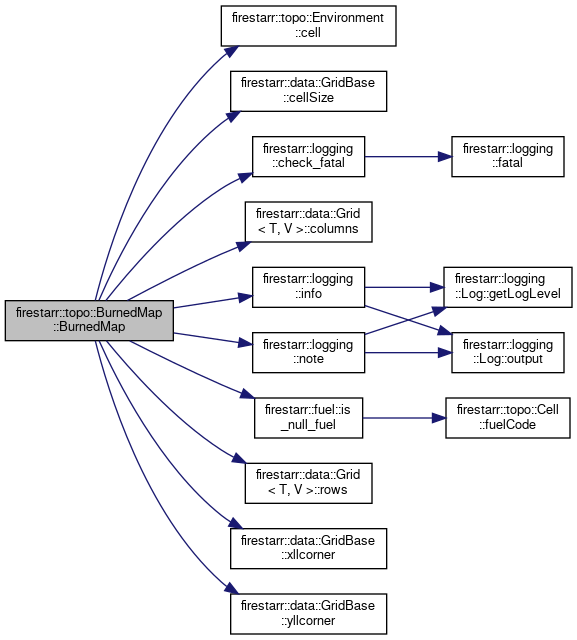 firestarr::topo::Environment
::cell
firestarr::data::GridBase
::cellSize
firestarr::logging
::check_fatal
firestarr::logging
::fatal
firestarr::data::Grid
< T, V >::columns
firestarr::topo::BurnedMap
::BurnedMap
firestarr::logging
::info
firestarr::logging
::Log::getLogLevel
firestarr::logging
::note
firestarr::logging
::Log::output
firestarr::fuel::is
_null_fuel
firestarr::topo::Cell
::fuelCode
firestarr::data::Grid
< T, V >::rows
firestarr::data::GridBase
::xllcorner
firestarr::data::GridBase
::yllcorner